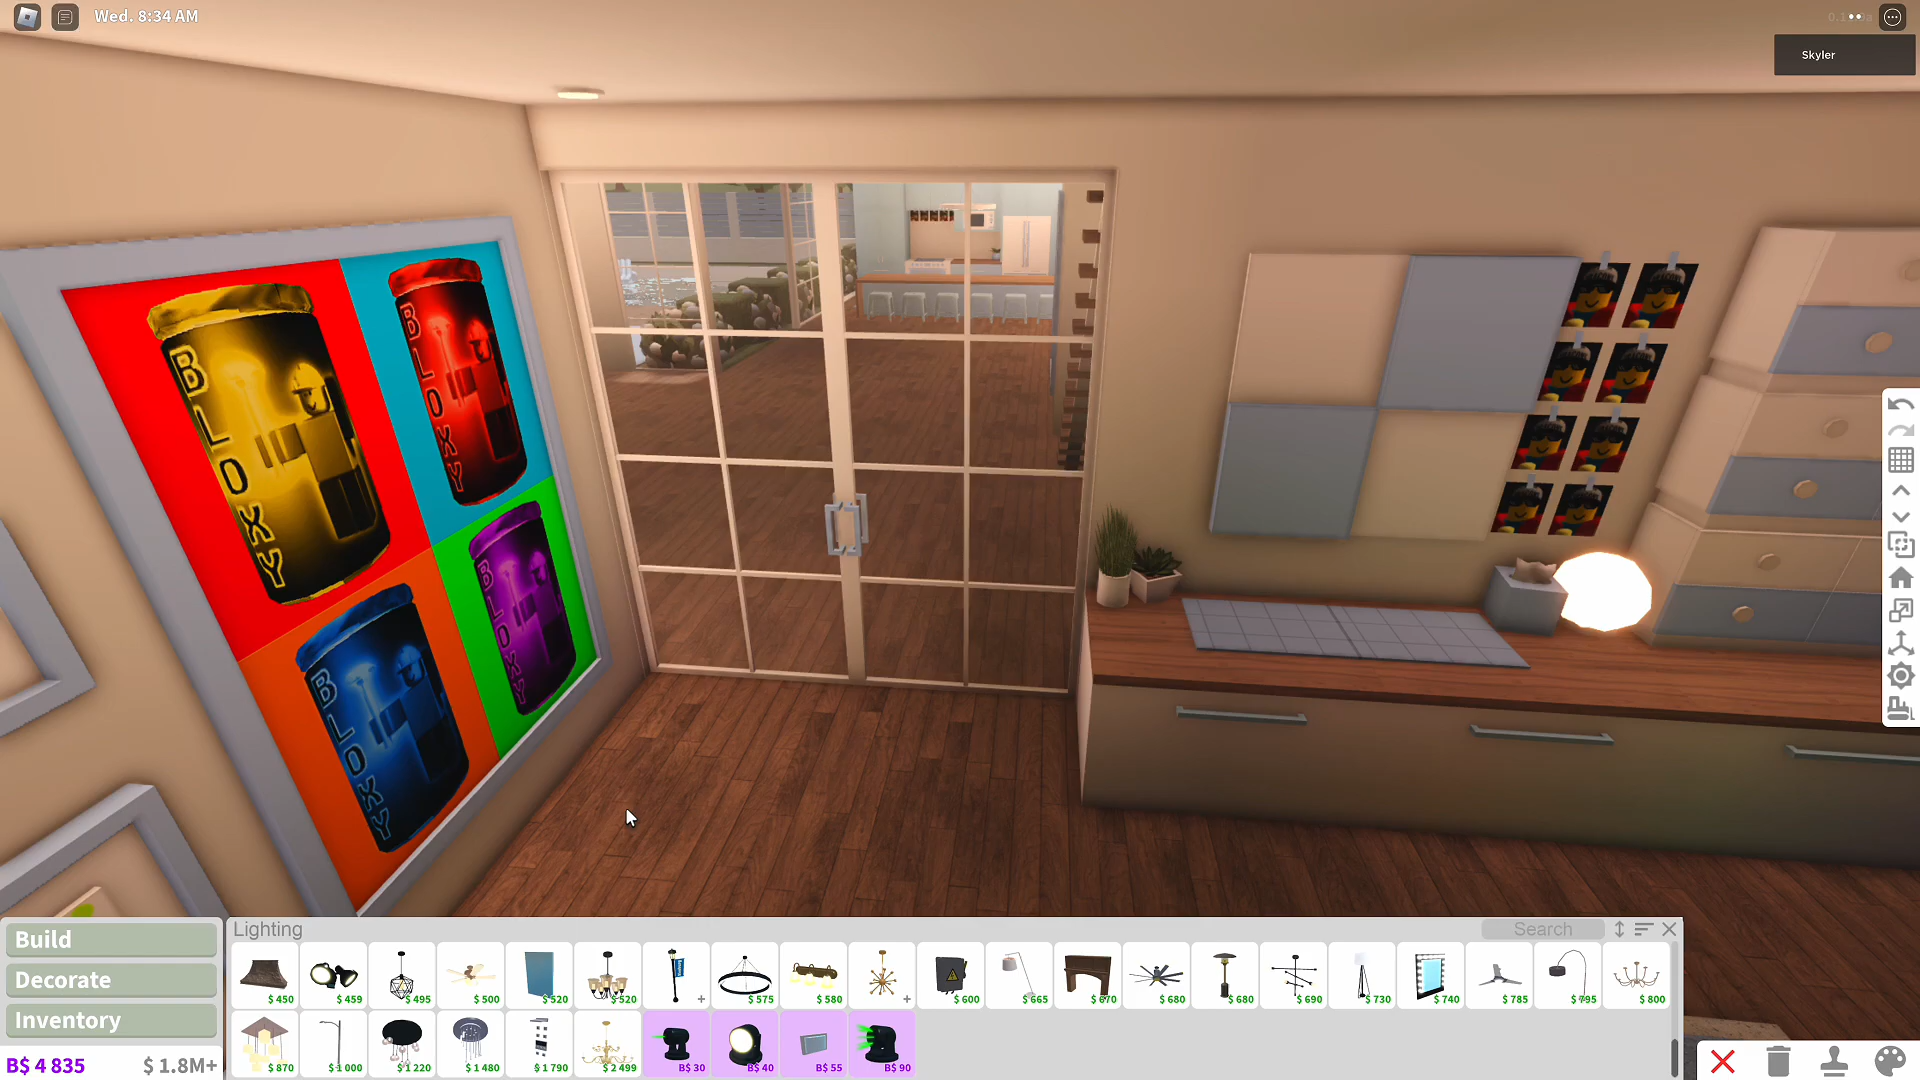 Wed. 8:34 AM
Skyler
BLOXY
BLOXY
BLOXY
BLOXY
Build
Decorate
Inventory
B$ 4 835
$ 1.8M+
Lighting
Search
$ 450
$ 459
$ 495
$ 500
$ 520
$ 520
+
$ 575
$ 580
+
$ 600
$ 665
$ 670
$ 680
$ 680
$ 690
$ 730
$ 740
$ 785
$ 795
$ 800
$ 870
$ 1 000
$ 1 220
$ 1 480
$ 1 790
$ 2 499
B$ 30
B$ 40
B$ 55
B$ 90